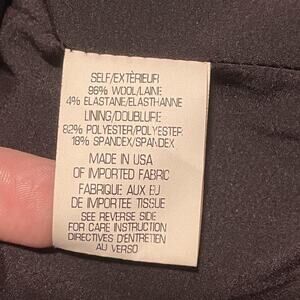 SELF/EXTÈRIEUR
96% WOOL/LAINE
4% ELASTANE/ELASTHANNE
LINING/DOUBLURE
82% POLYESTER/POLYESTER
18% SPANDEX/SPANDEX
MADE IN USA
OF IMPORTED FABRIC
FABRIQUE AUX EU
DE IMPORTEE TISSUE
SEE REVERSE SIDE
FOR CARE INSTRUCTION
DIRECTIVES D'ENTRETIEN
AU VERSO